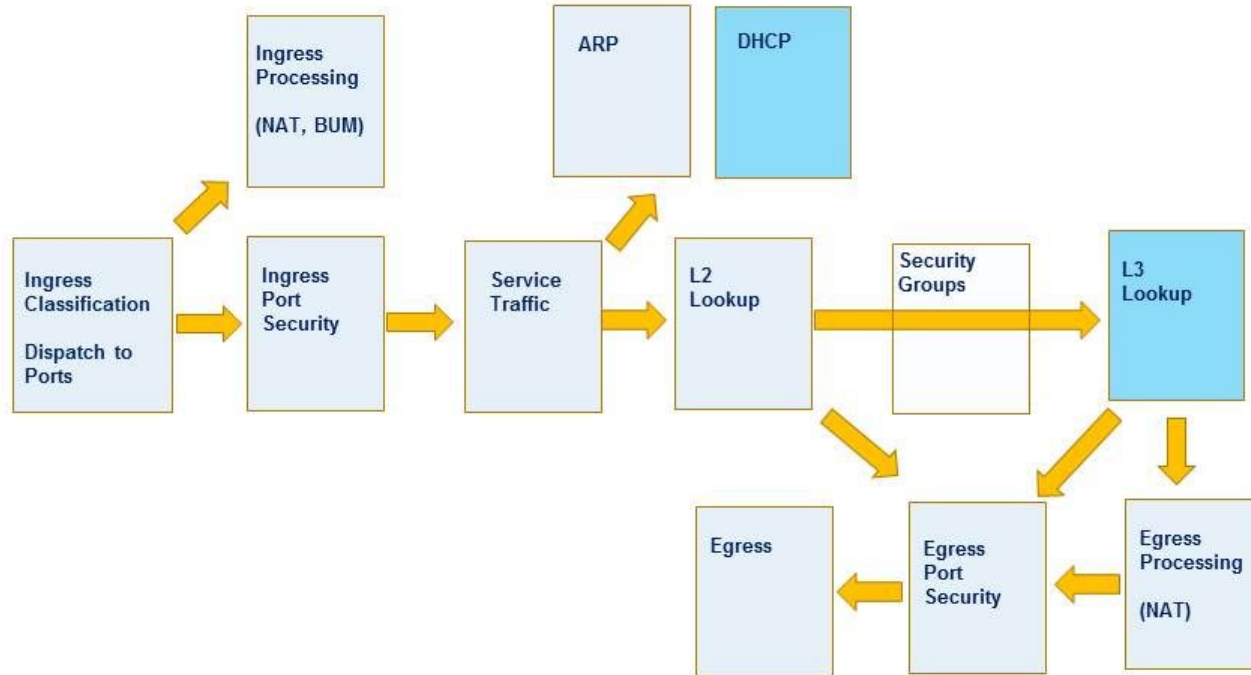 Ingress
Processing
(NAT, BUM)
ARP
DHCP
Ingress
Classification
Dispatch to
Ports
Ingress
Port
Security
Service
Traffic
L2
Lookup
Security
Groups
L3
Lookup
Egress
Egress
Port
Security
Egress
Processing
(NAT)